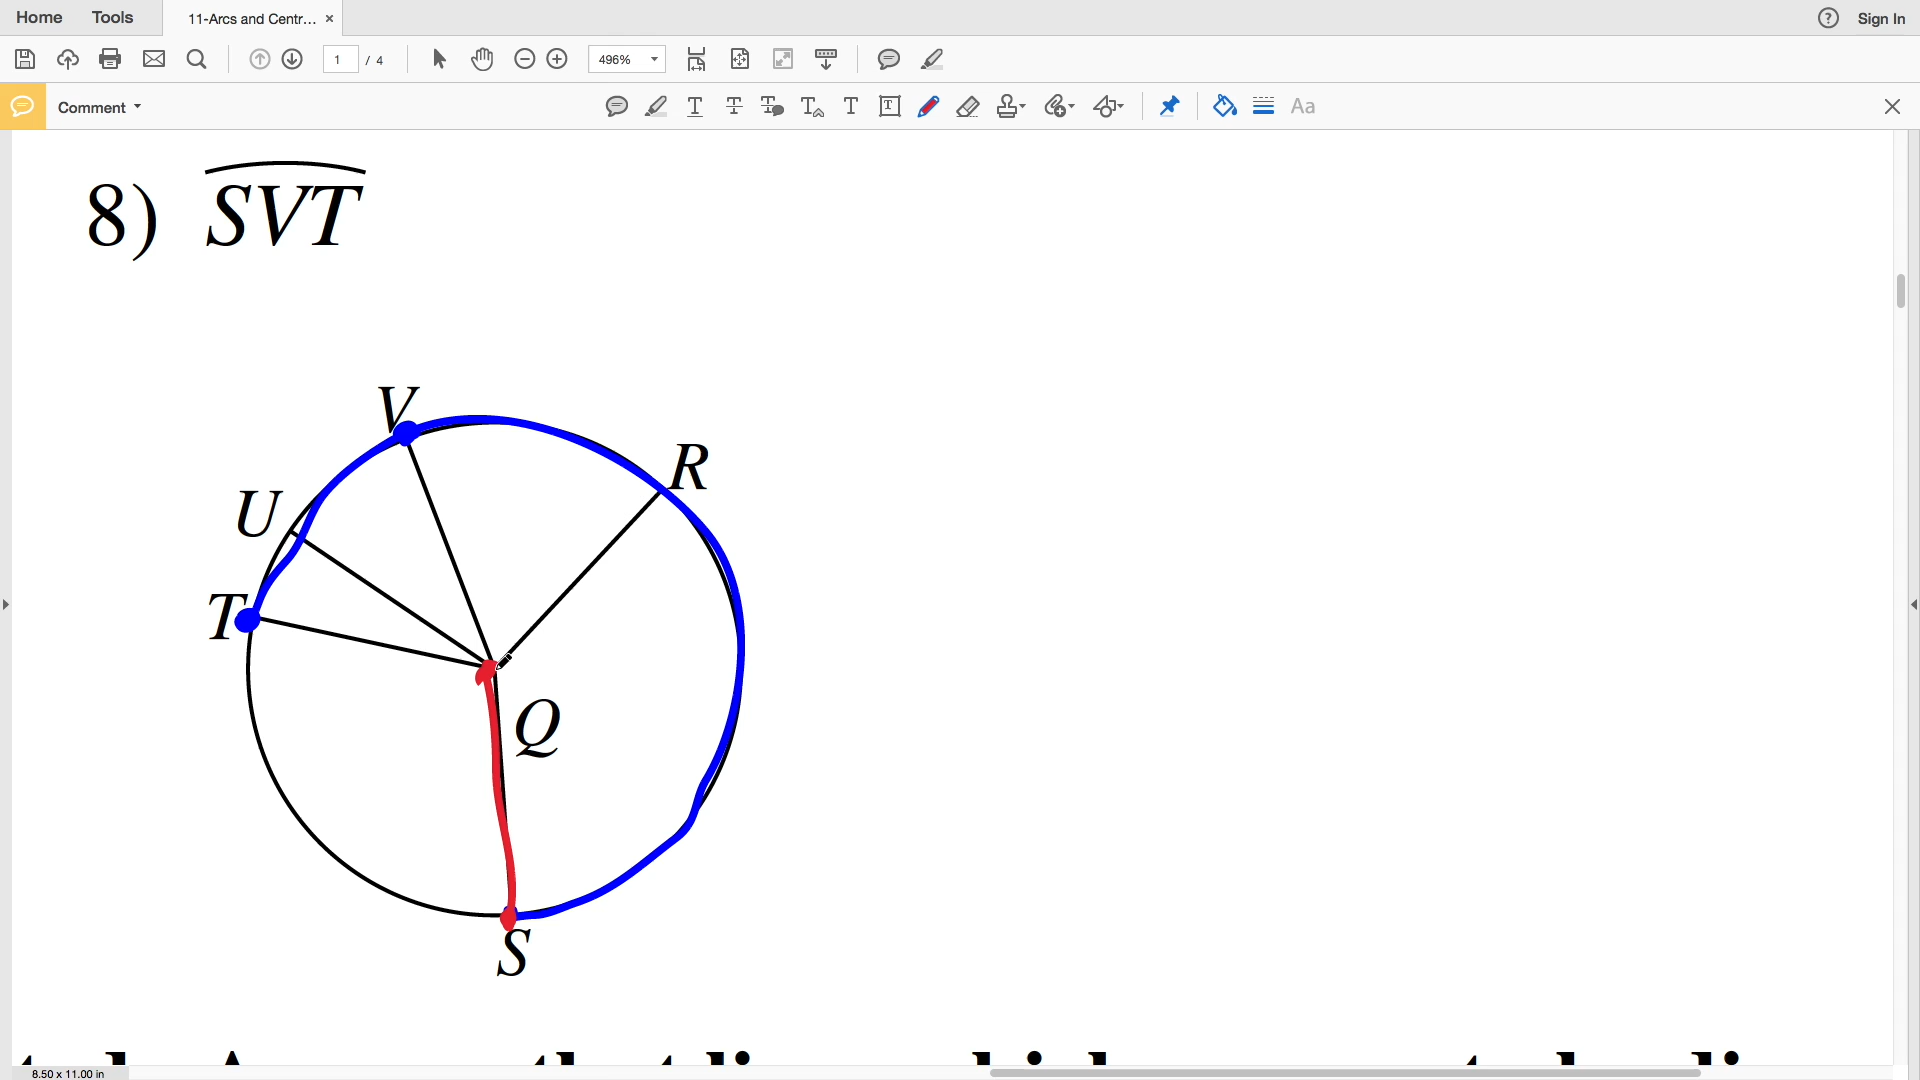 Home Tools 11-Arcs and Centr... × ? Sign In
1 / 4 496%
Comment T T T T T T Aa
8) SVT
V
R
U
T
Q
S
8.50 x 11.00 in